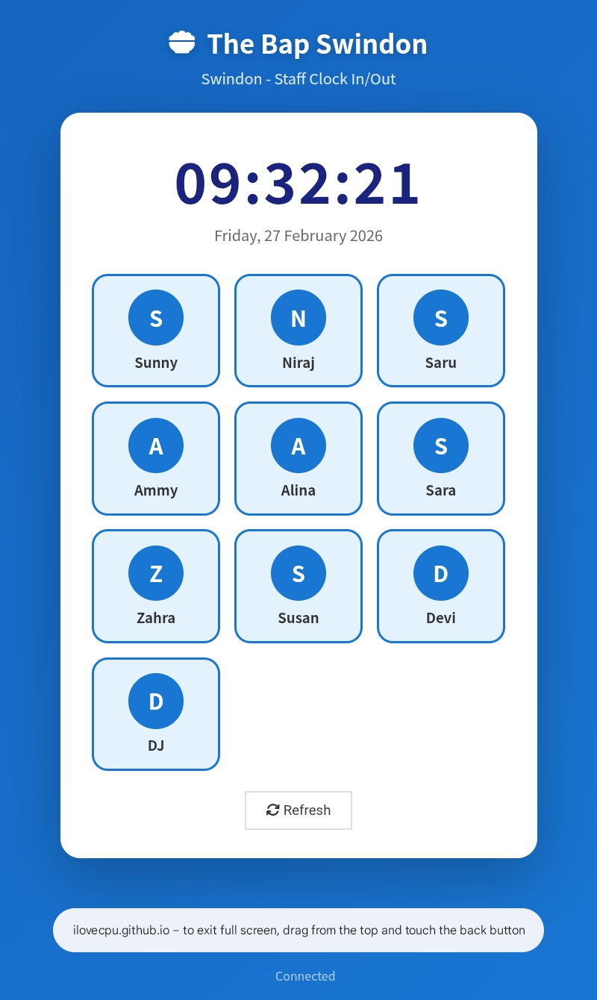 The Bap Swindon
Swindon - Staff Clock In/Out
09:32:21
Friday, 27 February 2026
S N S
Sunny Niraj Saru
A A S
Ammy Alina Sara
Z S D
Zahra Susan Devi
D
DJ
Refresh
ilovecpu.github.io – to exit full screen, drag from the top and touch the back button
Connected